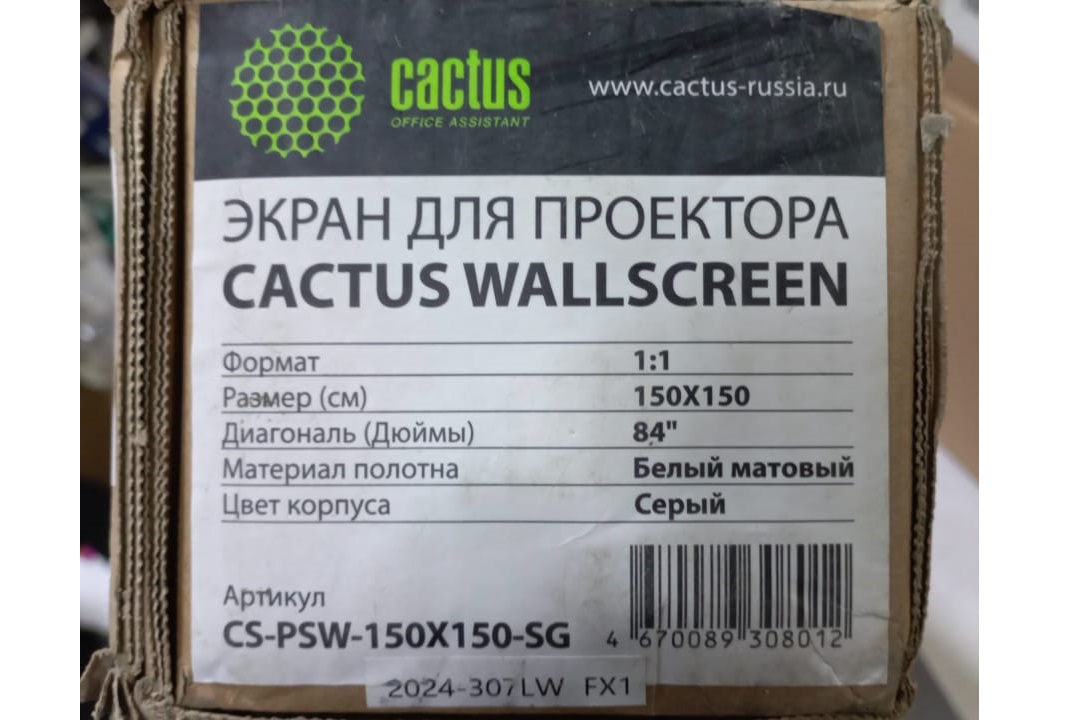 cactus
OFFICE ASSISTANT
www.cactus-russia.ru
ЭКРАН ДЛЯ ПРОЕКТОРА
CACTUS WALLSCREEN
Формат 1:1
Размер (см) 150X150
Диагональ (Дюймы) 84"
Материал полотна Белый матовый
Цвет корпуса Серый
Артикул
CS-PSW-150X150-SG
4 670089 308012
2024-307LW FX1